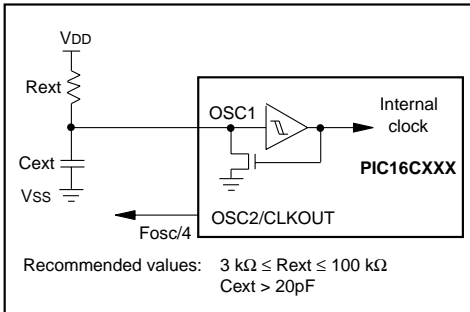 VDD
Rext
OSC1
Internal
clock
Cext
PIC16CXXX
VSS
Fosc/4
OSC2/CLKOUT
Recommended values: 3 kΩ ≤ Rext ≤ 100 kΩ
Cext > 20pF